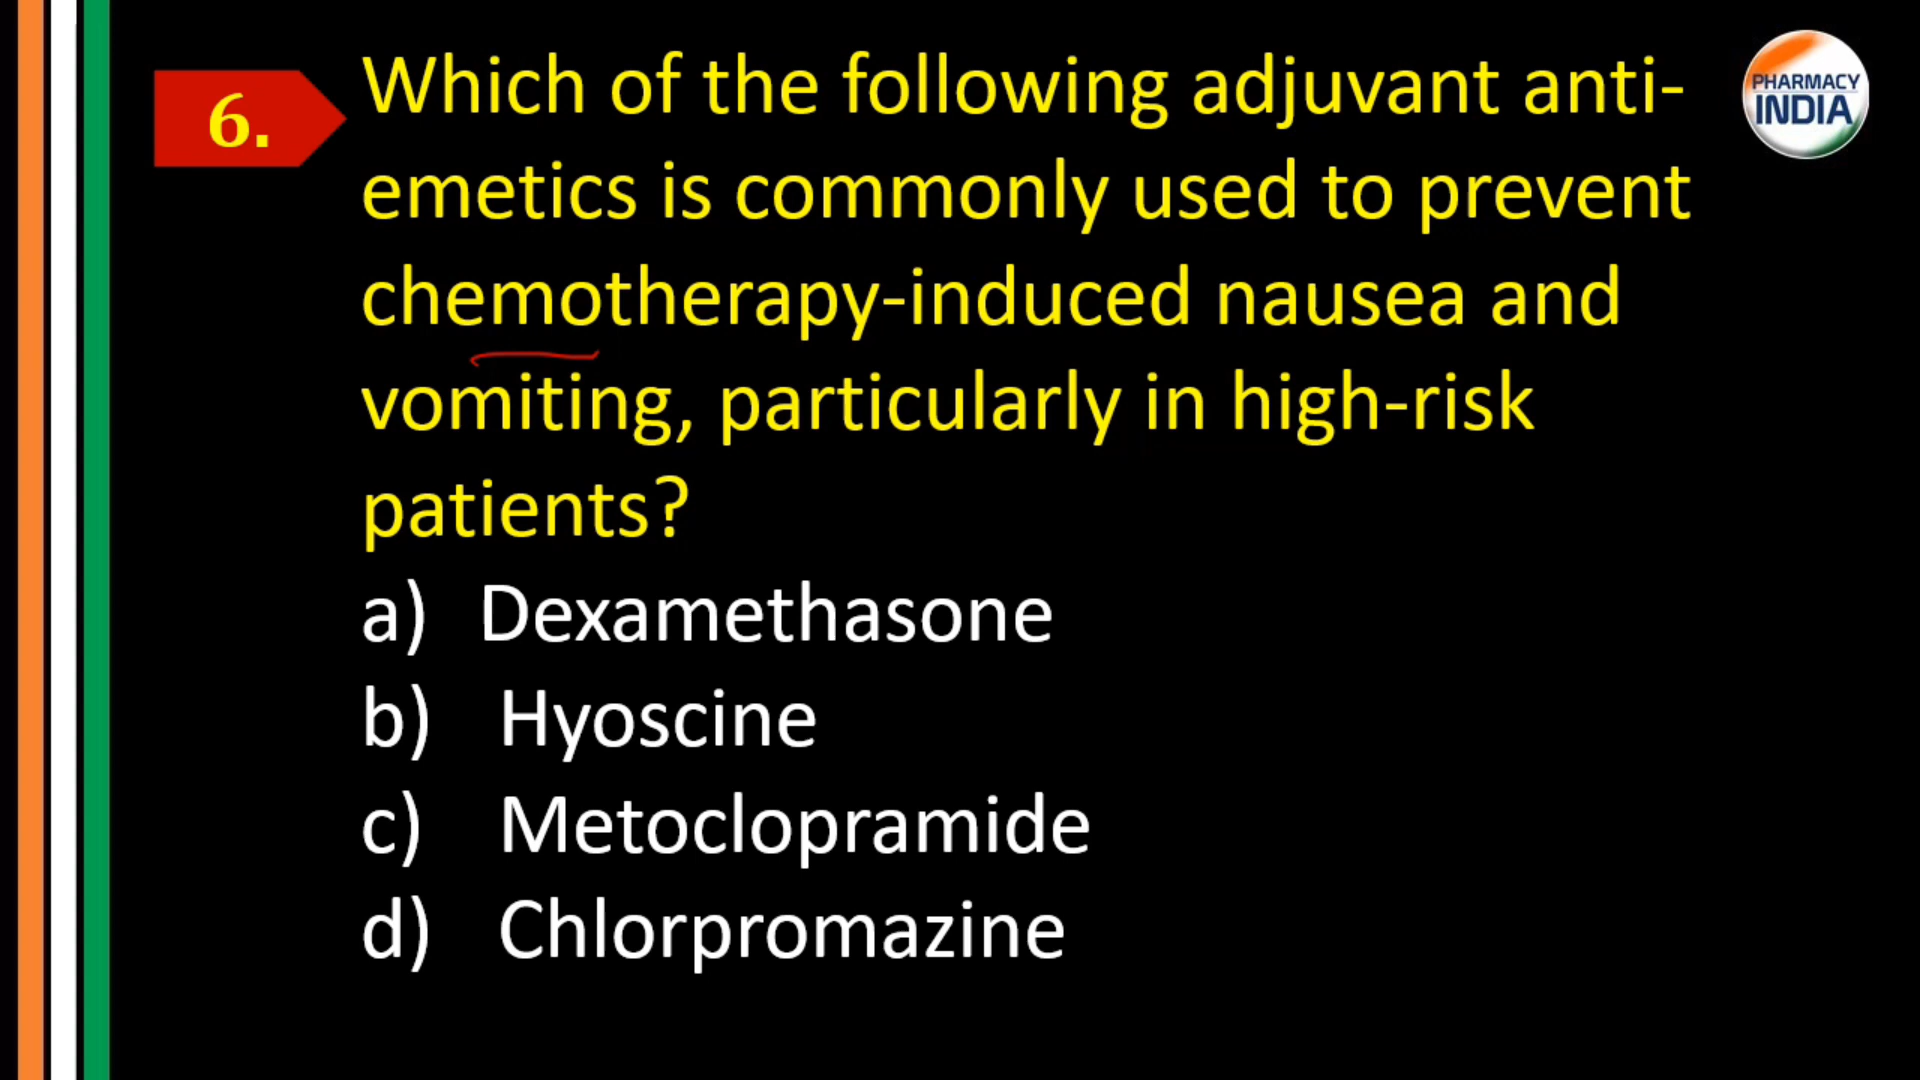 6.
Which of the following adjuvant anti-
emetics is commonly used to prevent
chemotherapy-induced nausea and
vomiting, particularly in high-risk
patients?
a) Dexamethasone
b) Hyoscine
c) Metoclopramide
d) Chlorpromazine
PHARMACY
INDIA